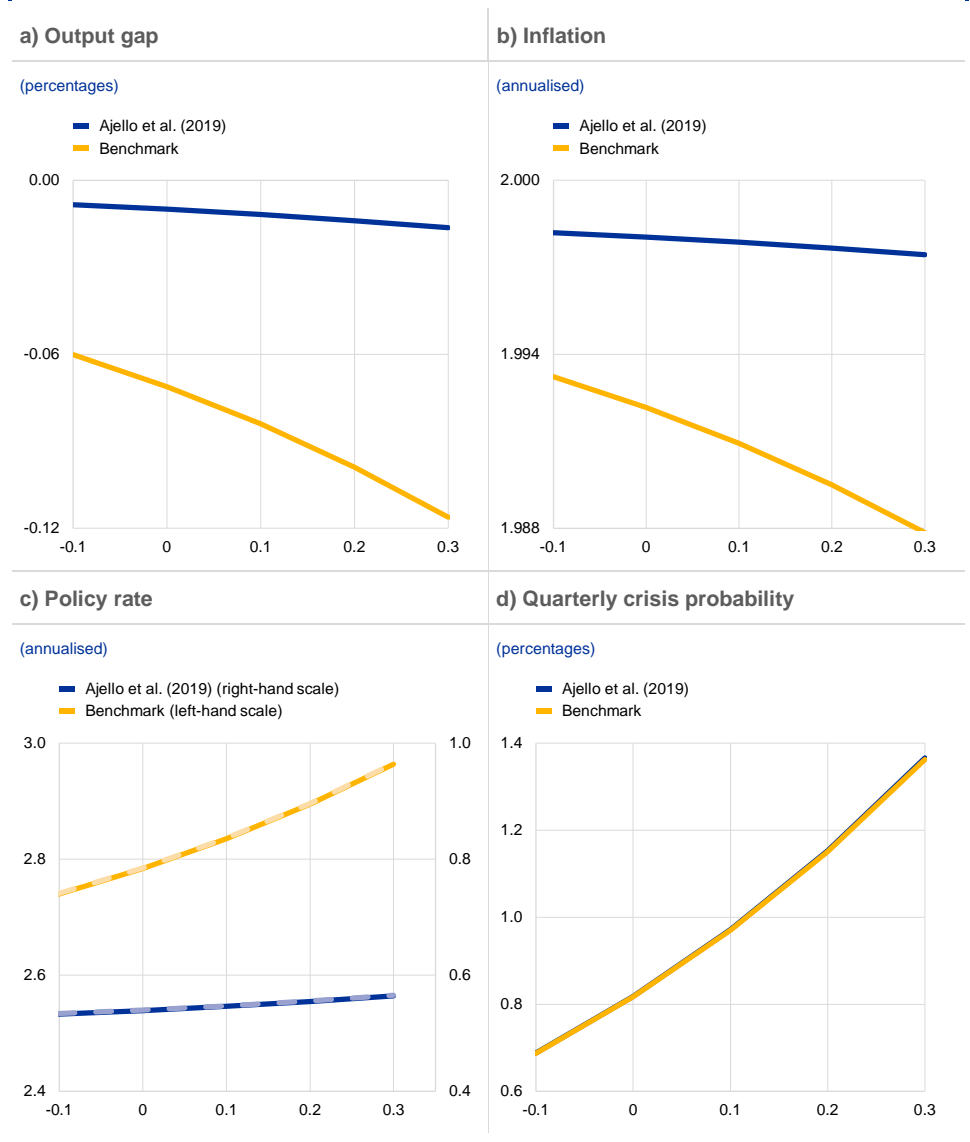 a) Output gap
b) Inflation
(percentages)
(annualised)
Ajello et al. (2019)
Benchmark
Ajello et al. (2019)
Benchmark
0.00
-0.06
-0.12
-0.1 0 0.1 0.2 0.3
2.000
1.994
1.988
-0.1 0 0.1 0.2 0.3
c) Policy rate
d) Quarterly crisis probability
(annualised)
(percentages)
Ajello et al. (2019) (right-hand scale)
Benchmark (left-hand scale)
Ajello et al. (2019)
Benchmark
3.0
2.8
2.6
2.4
1.0
0.8
0.6
0.4
-0.1 0 0.1 0.2 0.3
1.4
1.2
1.0
0.8
0.6
-0.1 0 0.1 0.2 0.3